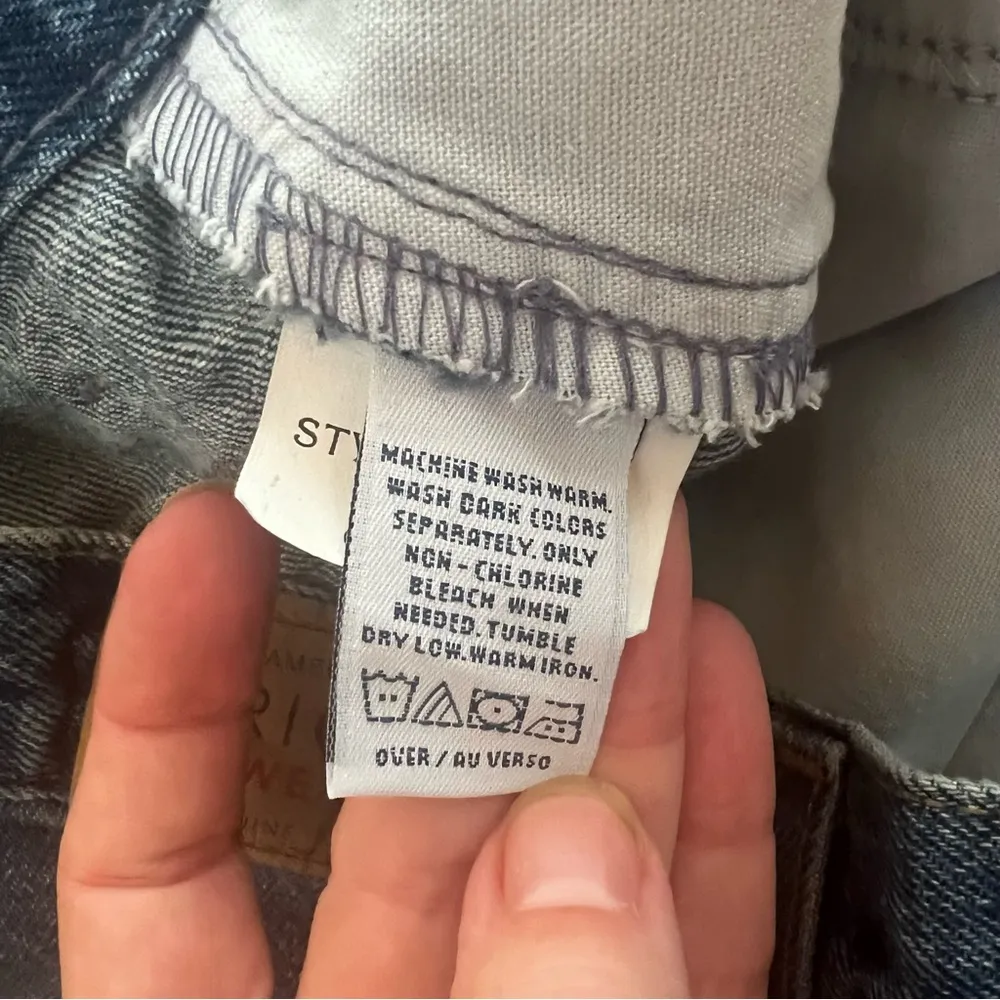 STY
MACHINE WASH WARM.
WASH DARK COLORS
SEPARATELY. ONLY
NON-CHLORINE
BLEACH WHEN
NEEDED. TUMBLE
DRY LOW. WARM IRON.
OVER / AU VERSO